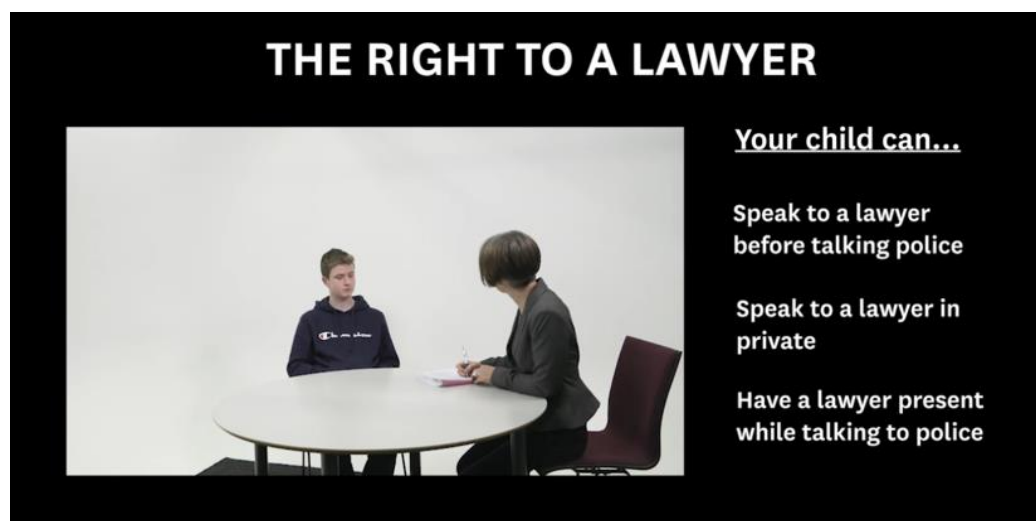 THE RIGHT TO A LAWYER
Your child can...
Speak to a lawyer
before talking police
Speak to a lawyer in
private
Have a lawyer present
while talking to police
Champion